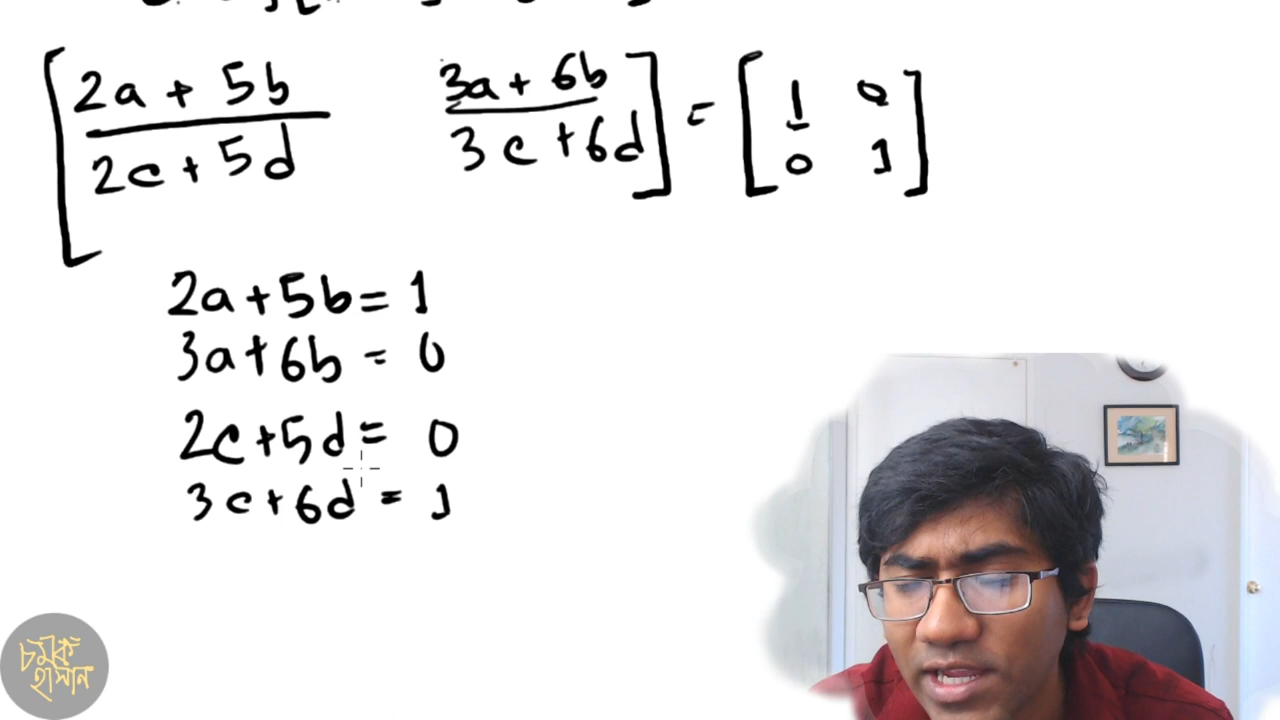 [ 2a + 5b 3a + 6b ] = [ 1 0 ]
2c + 5d 3c + 6d 0 1
2a + 5b = 1
3a + 6b = 0
2c + 5d = 0
3c + 6d = 1
চমক
হাসান